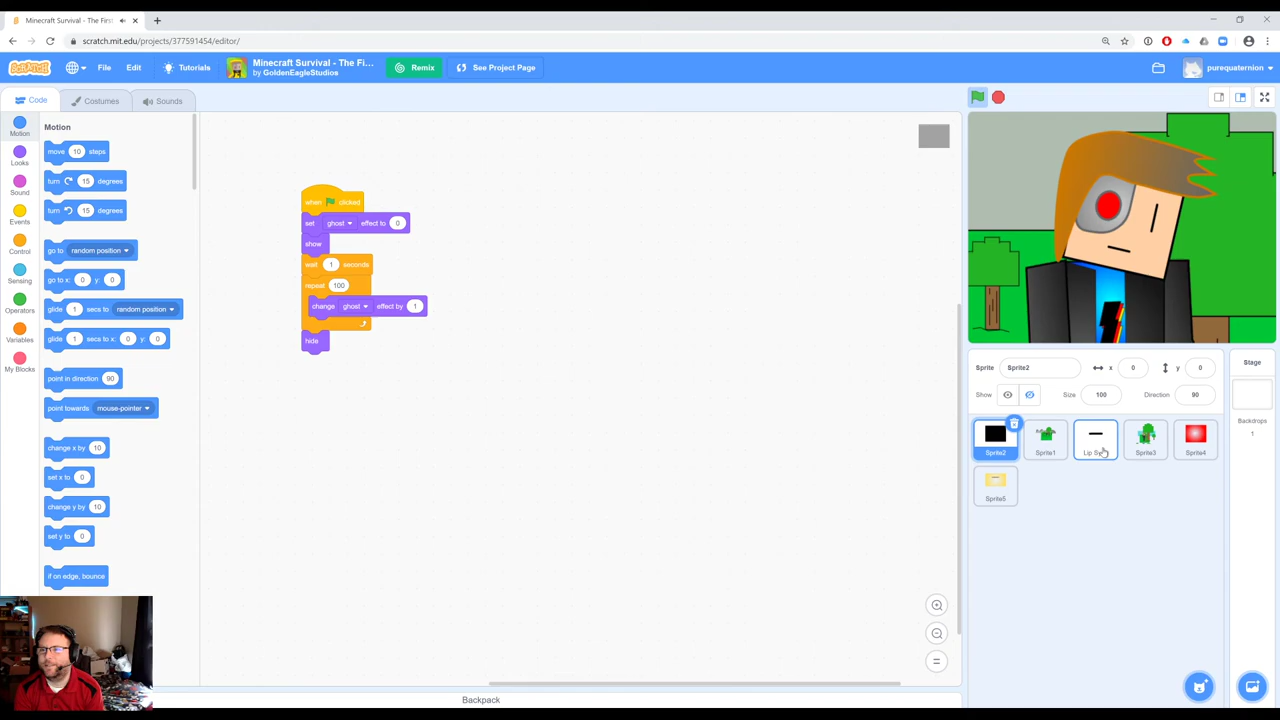 Minecraft Survival - The Firs
scratch.mit.edu/projects/377591454/editor/
SCRATCH
File
Edit
Tutorials
Minecraft Survival - The Fi...
by GoldenEagleStudios
Remix
See Project Page
purequaternion
Code
Costumes
Sounds
Motion
Looks
Sound
Events
Control
Sensing
Operators
Variables
My Blocks
Motion
move 10 steps
turn 15 degrees
turn 15 degrees
go to random position
go to x: 0 y: 0
glide 1 secs to random position
glide 1 secs to x: 0 y: 0
point in direction 90
point towards mouse-pointer
change x by 10
set x to 0
change y by 10
set y to 0
if on edge, bounce
when clicked
set ghost effect to 0
show
wait 1 seconds
repeat 100
change ghost effect by 1
hide
Sprite Sprite2 x 0 y 0
Show Size 100 Direction 90
Sprite2
Sprite1
Lip
Sprite3
Sprite4
Sprite5
Stage
Backdrops
1
Backpack